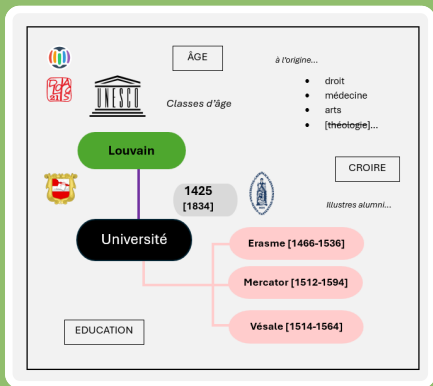 ÂGE
à l'origine...
• droit
• médecine
• arts
• [théologie]...
UNESCO
Classes d'âge
Louvain
CROIRE
1425
[1834]
Illustres alumni...
Université
Erasme [1466-1536]
Mercator [1512-1594]
Vésale [1514-1564]
EDUCATION